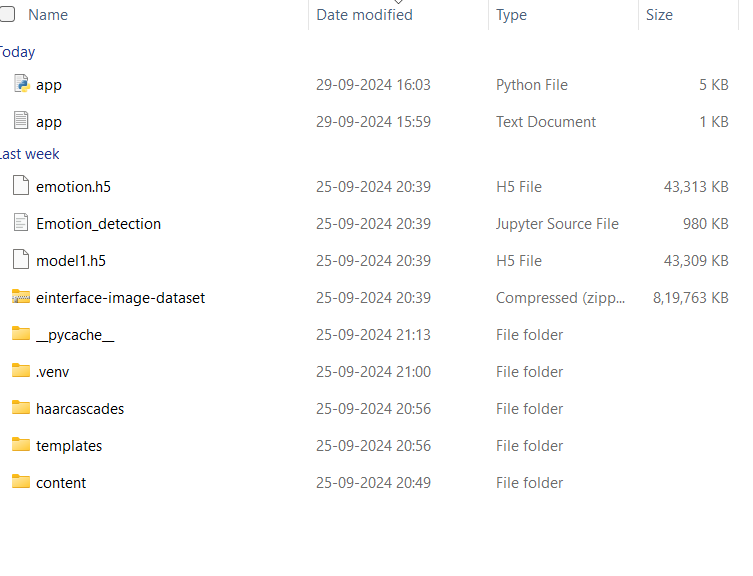 Name Date modified Type Size
Today
app 29-09-2024 16:03 Python File 5 KB
app 29-09-2024 15:59 Text Document 1 KB
Last week
emotion.h5 25-09-2024 20:39 H5 File 43,313 KB
Emotion_detection 25-09-2024 20:39 Jupyter Source File 980 KB
model1.h5 25-09-2024 20:39 H5 File 43,309 KB
einterface-image-dataset 25-09-2024 20:39 Compressed (zipp... 8,19,763 KB
__pycache__ 25-09-2024 21:13 File folder
.venv 25-09-2024 21:00 File folder
haarcascades 25-09-2024 20:56 File folder
templates 25-09-2024 20:56 File folder
content 25-09-2024 20:49 File folder